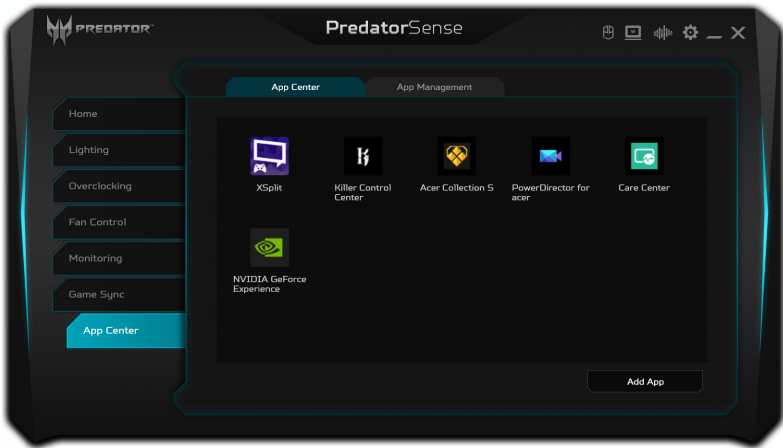 PREDATOR
PredatorSense
App Center
App Management
Home
Lighting
Overclocking
Fan Control
Monitoring
Game Sync
App Center
XSplit
Killer Control
Center
Acer Collection S
PowerDirector for
acer
Care Center
NVIDIA GeForce
Experience
Add App